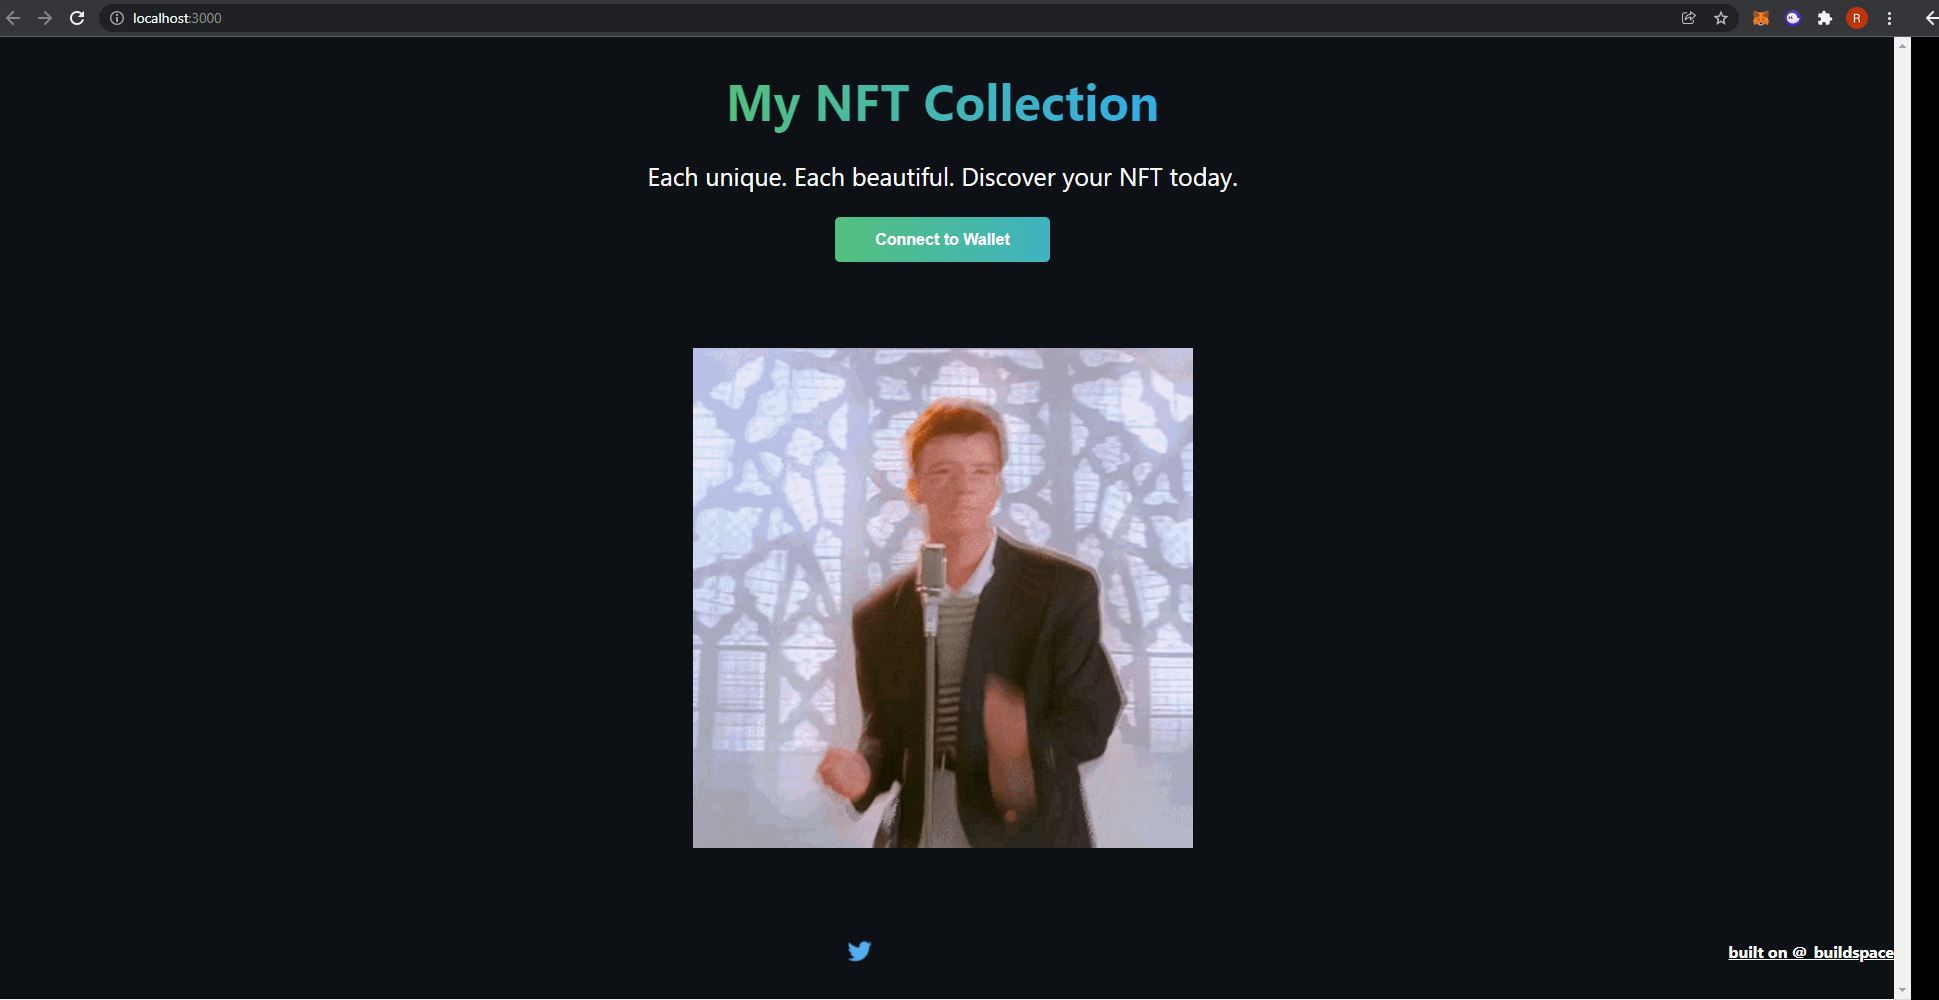 localhost:3000
R
My NFT Collection
Each unique. Each beautiful. Discover your NFT today.
Connect to Wallet
built on @_buildspace